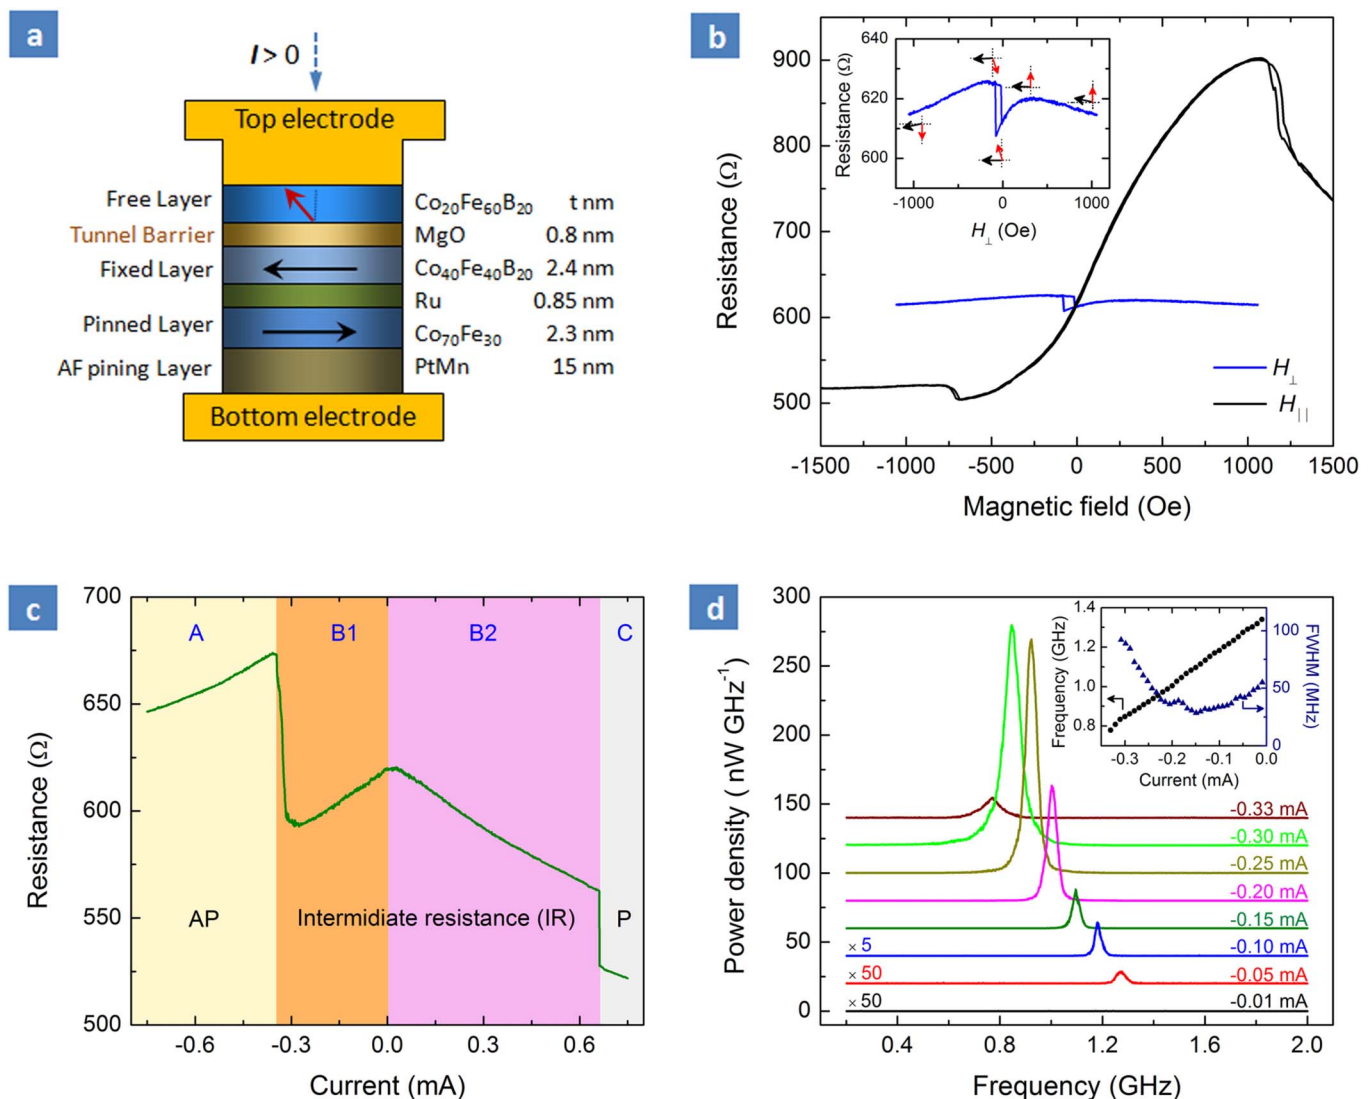 a
I > 0
Top electrode
Free Layer Co₂₀Fe₆₀B₂₀ t nm
Tunnel Barrier MgO 0.8 nm
Fixed Layer Co₄₀Fe₄₀B₂₀ 2.4 nm
Ru 0.85 nm
Pinned Layer Co₇₀Fe₃₀ 2.3 nm
AF pining Layer PtMn 15 nm
Bottom electrode
b
900
800
700
600
500
Resistance (Ω)
-1500 -1000 -500 0 500 1000 1500
Magnetic field (Oe)
H⊥
H||
640
620
600
Resistance (Ω)
-1000 0 1000
H⊥ (Oe)
c
700
650
600
550
500
Resistance (Ω)
A B1 B2 C
AP Intermidiate resistance (IR) P
-0.6 -0.3 0.0 0.3 0.6
Current (mA)
d
300
250
200
150
100
50
0
Power density (nW GHz⁻¹)
-0.33 mA
-0.30 mA
-0.25 mA
-0.20 mA
-0.15 mA
× 5 -0.10 mA
× 50 -0.05 mA
× 50 -0.01 mA
0.4 0.8 1.2 1.6 2.0
Frequency (GHz)
1.4
1.2
1.0
0.8
Frequency (GHz)
100
50
0
FWHM (MHz)
-0.3 -0.2 -0.1 0.0
Current (mA)